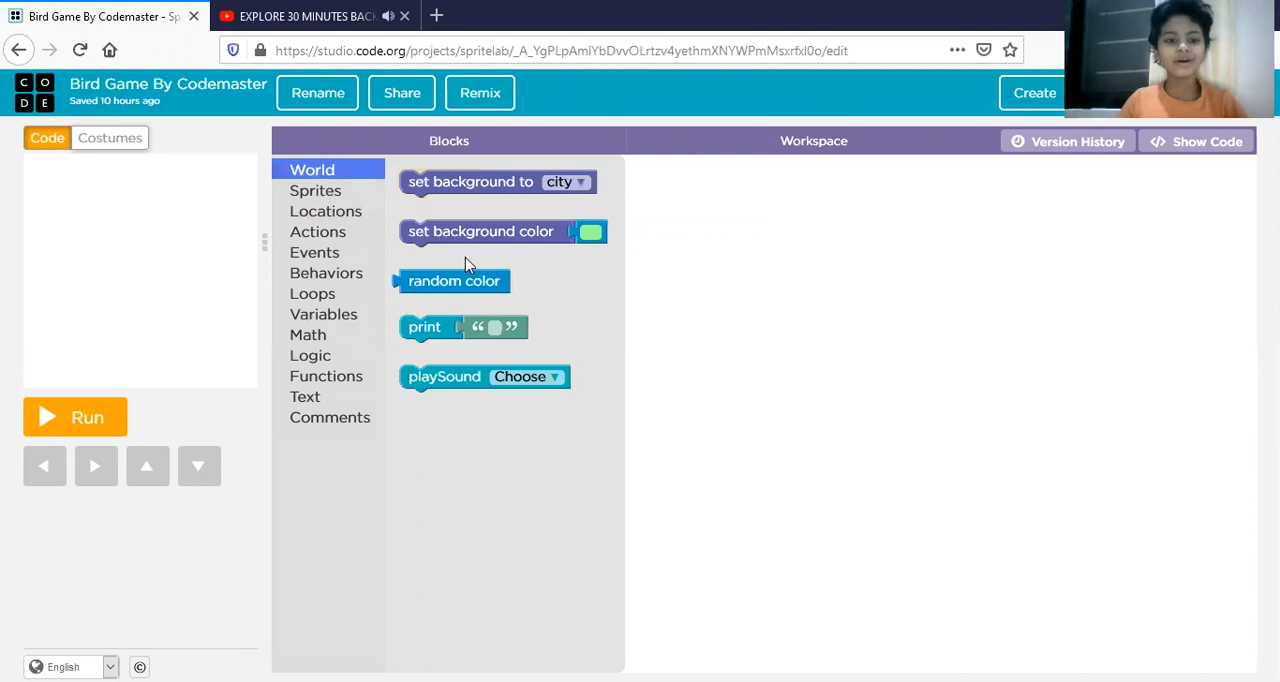 Bird Game By Codemaster - Sp
EXPLORE 30 MINUTES BACK
https://studio.code.org/projects/spritelab/_A_YgPLpAmIYbDvvOLrtzv4yethmXNYWPmMsxrfxl0o/edit
CODE
Bird Game By Codemaster
Saved 10 hours ago
Rename
Share
Remix
Create
Code
Costumes
Blocks
Workspace
Version History
Show Code
World
Sprites
Locations
Actions
Events
Behaviors
Loops
Variables
Math
Logic
Functions
Text
Comments
set background to city
set background color
random color
print “ ”
playSound Choose
Run
English
©